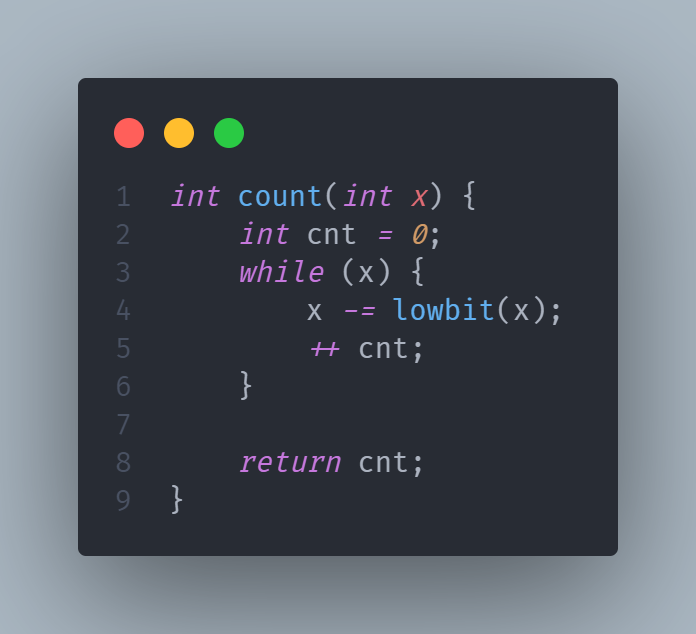 1 int count(int x) {
2     int cnt = 0;
3     while (x) {
4         x -= lowbit(x);
5         ++ cnt;
6     }
7
8     return cnt;
9 }